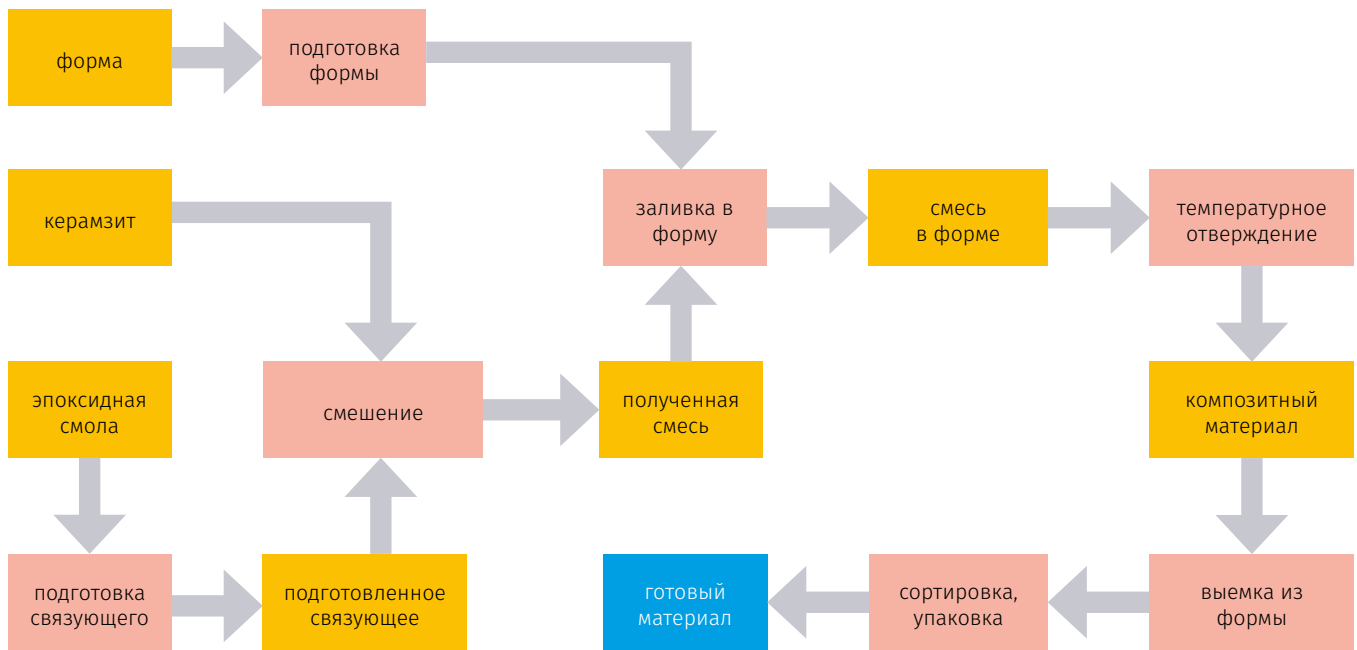 форма
подготовка
формы
керамзит
заливка в
форму
смесь
в форме
температурное
отверждение
эпоксидная
смола
смешение
полученная
смесь
композитный
материал
подготовка
связующего
подготовленное
связующее
готовый
материал
сортировка,
упаковка
выемка из
формы